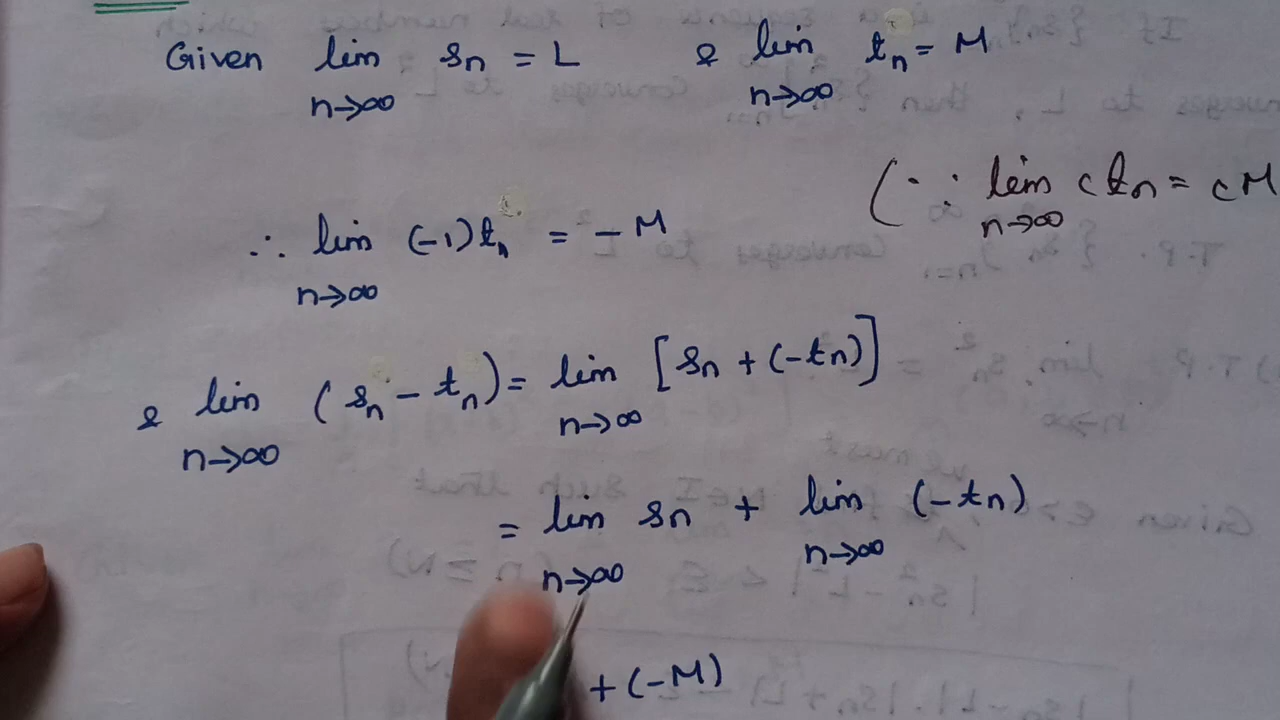 Given lim n→∞ sn = L & lim n→∞ tn = M
(∵ lim n→∞ ctn = cM
∴ lim n→∞ (-1)tn = -M
& lim n→∞ (sn - tn) = lim n→∞ [sn + (-tn)]
= lim n→∞ sn + lim n→∞ (-tn)
+ (-M)